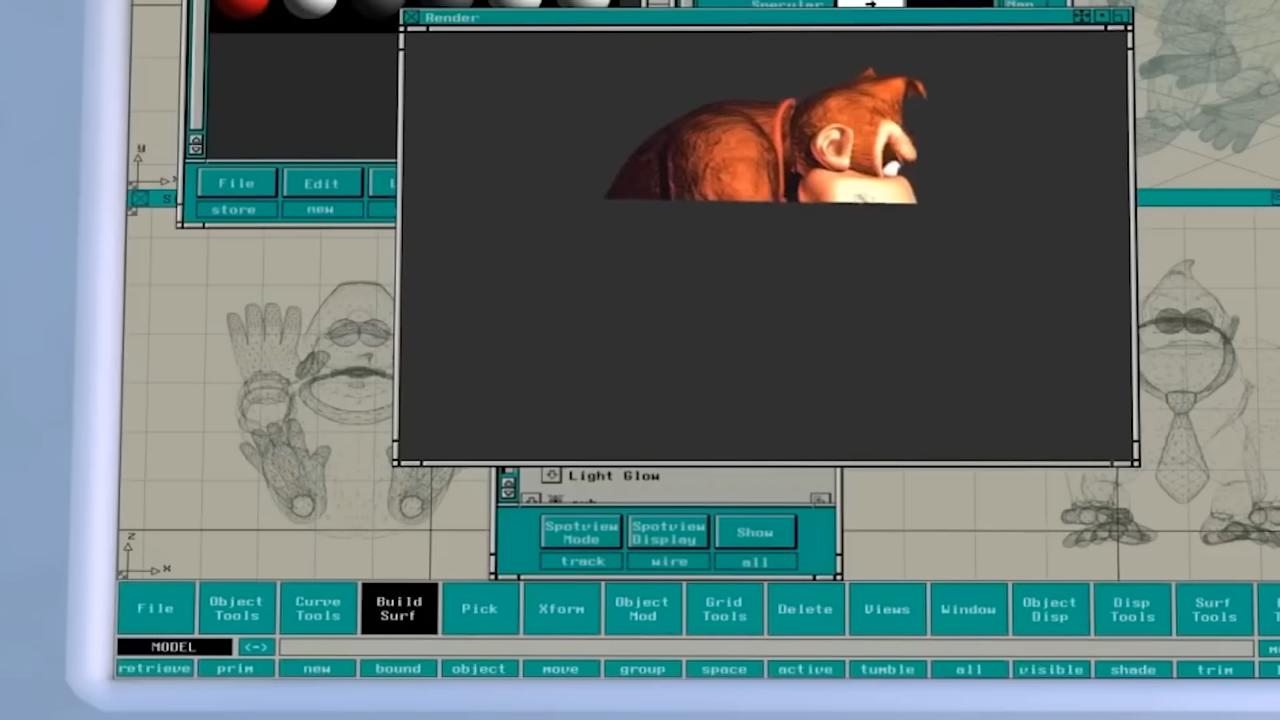 Specular
Map
Render
y
File
Edit
store
new
S
Light Glow
Spotview
Mode
Spotview
Display
Show
track
wire
all
z
x
File
Object
Tools
Curve
Tools
Build
Surf
Pick
Xform
Object
Mod
Grid
Tools
Delete
Views
Window
Object
Disp
Disp
Tools
Surf
Tools
MODEL
<->
retrieve
prim
new
bound
object
move
group
space
active
tumble
all
visible
shade
trim